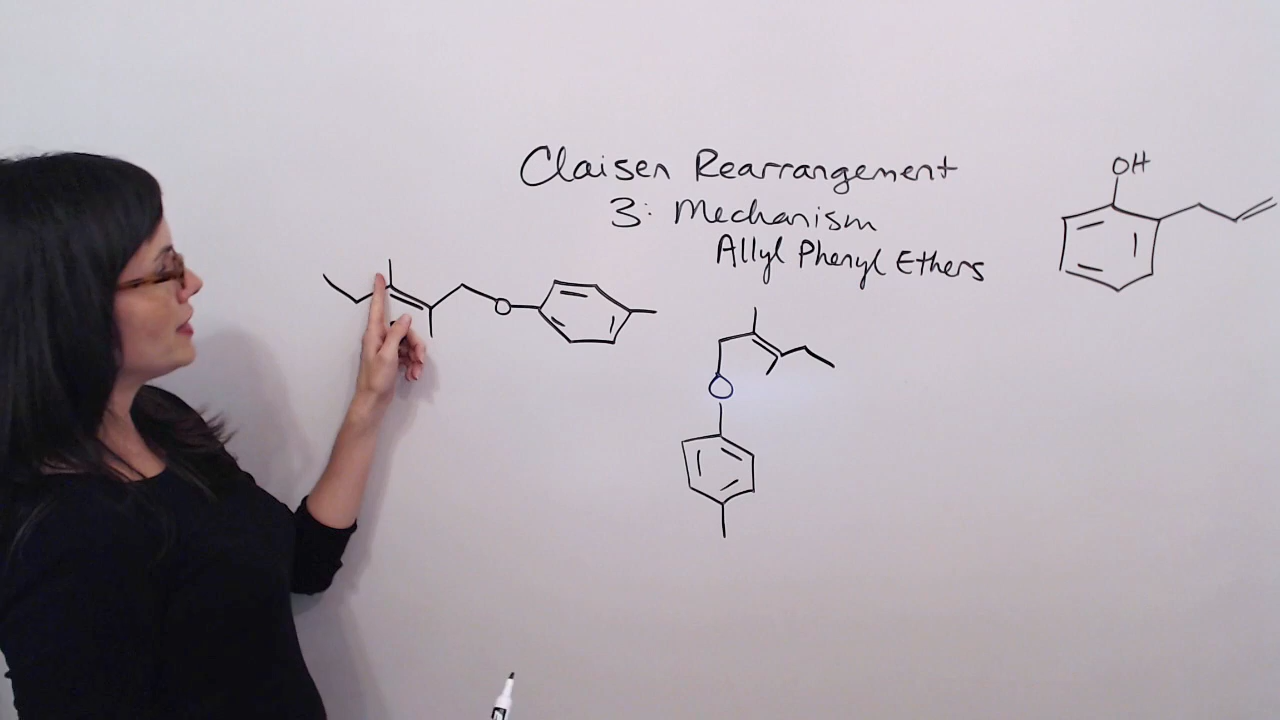 Claisen Rearrangement
3: Mechanism
Allyl Phenyl Ethers
OH
O
O